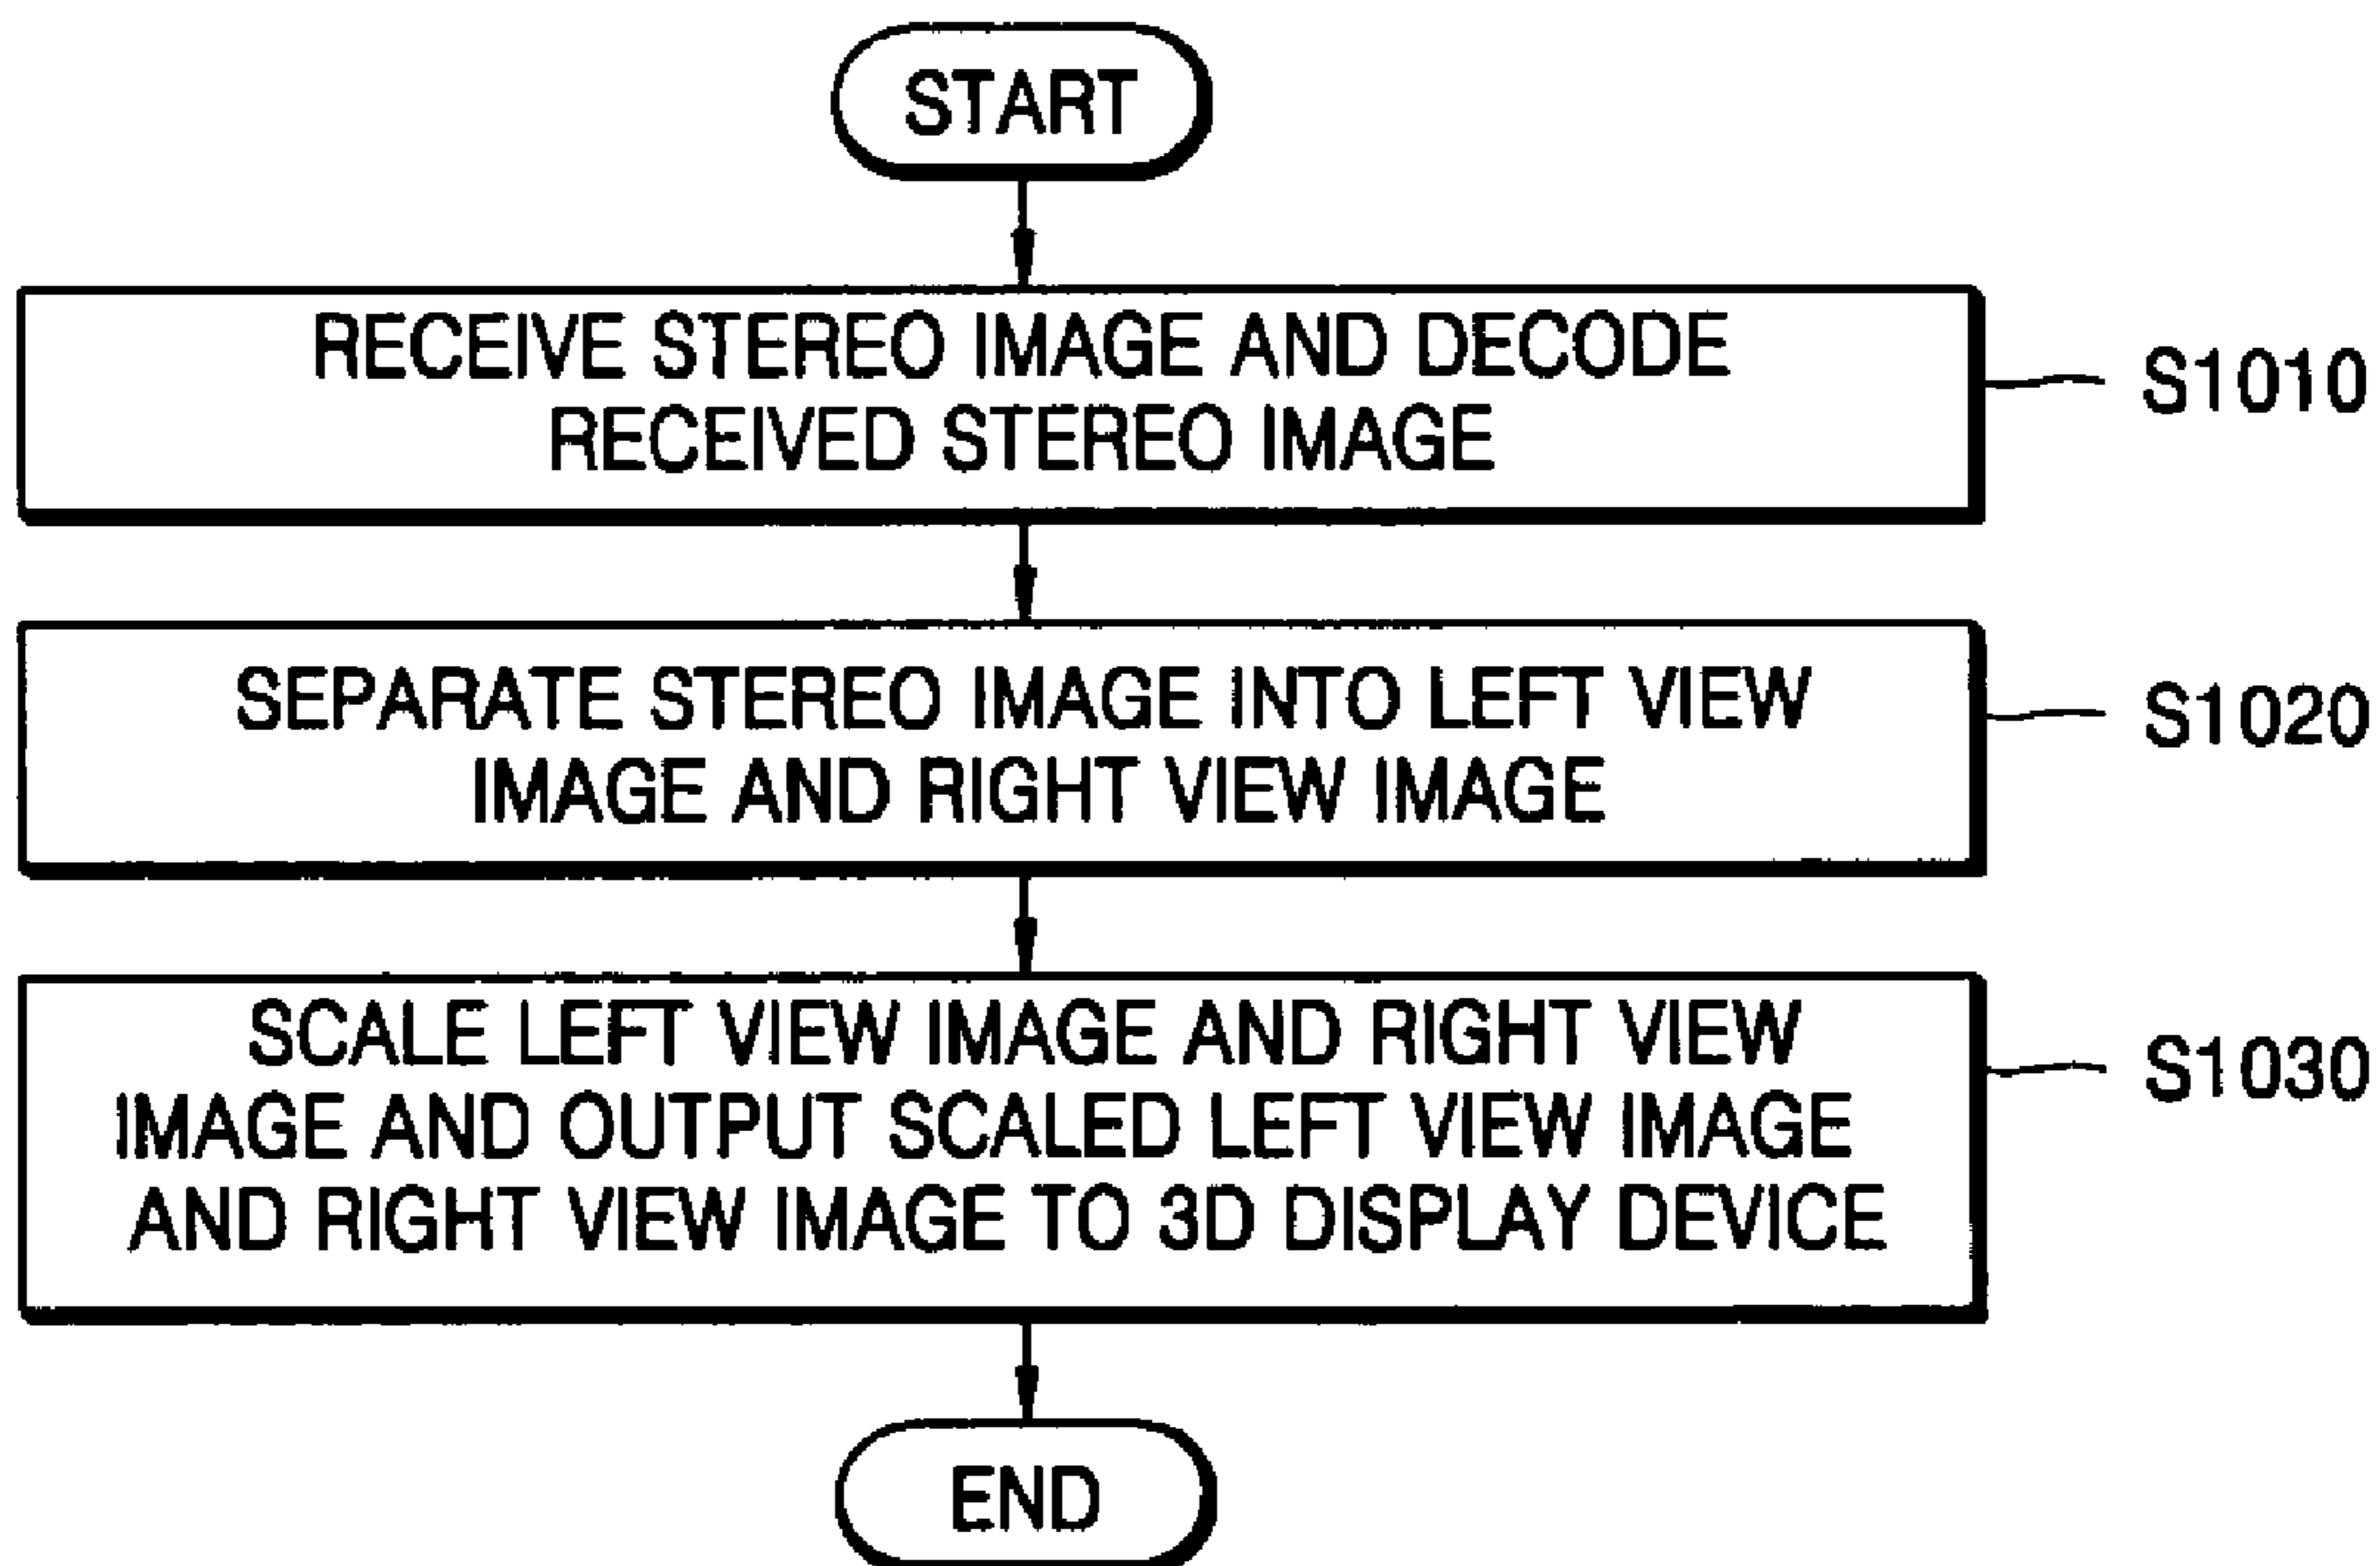 START
RECEIVE STEREO IMAGE AND DECODE
RECEIVED STEREO IMAGE
S1010
SEPARATE STEREO IMAGE INTO LEFT VIEW
IMAGE AND RIGHT VIEW IMAGE
S1020
SCALE LEFT VIEW IMAGE AND RIGHT VIEW
IMAGE AND OUTPUT SCALED LEFT VIEW IMAGE
AND RIGHT VIEW IMAGE TO 3D DISPLAY DEVICE
S1030
END